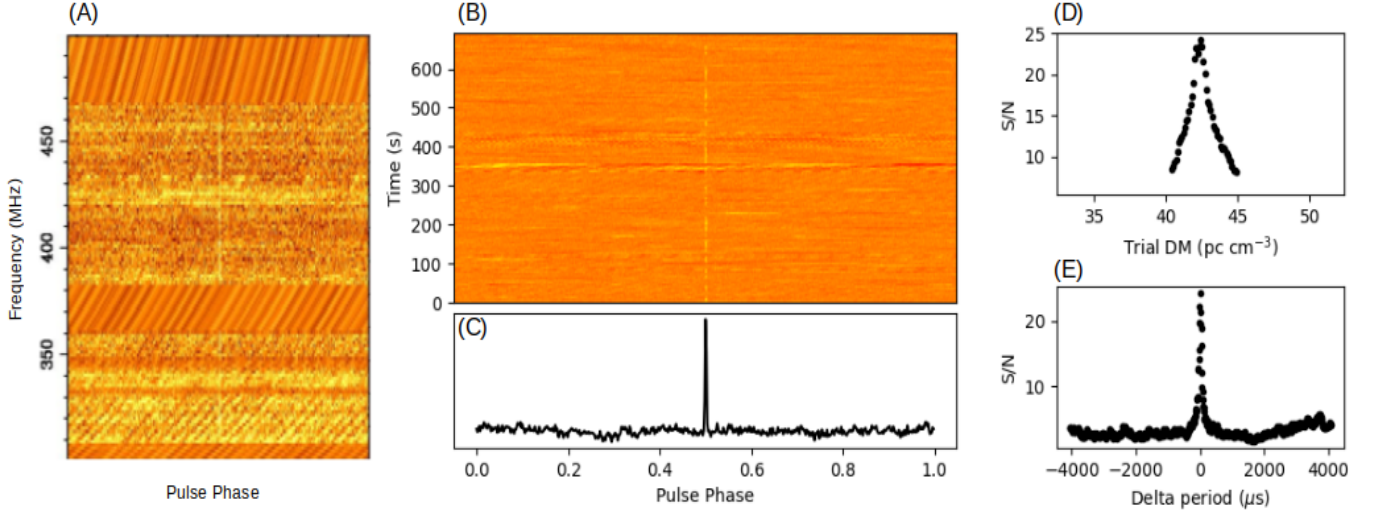 (A)
Frequency (MHz)
450
400
350
Pulse Phase
(B)
Time (s)
600
500
400
300
200
100
0
(C)
0.0 0.2 0.4 0.6 0.8 1.0
Pulse Phase
(D)
S/N
25
20
15
10
35 40 45 50
Trial DM (pc cm⁻³)
(E)
S/N
20
10
−4000 −2000 0 2000 4000
Delta period (μs)